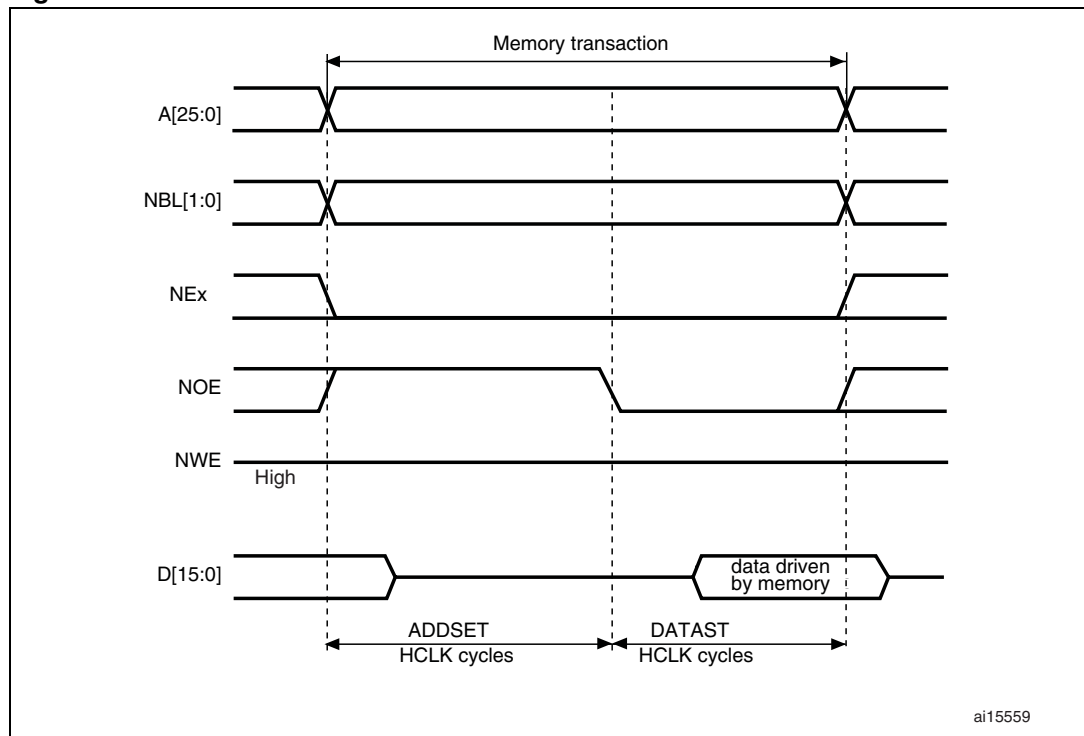 Memory transaction
A[25:0]
NBL[1:0]
NEx
NOE
NWE
High
D[15:0]
data driven
by memory
ADDSET
HCLK cycles
DATAST
HCLK cycles
ai15559